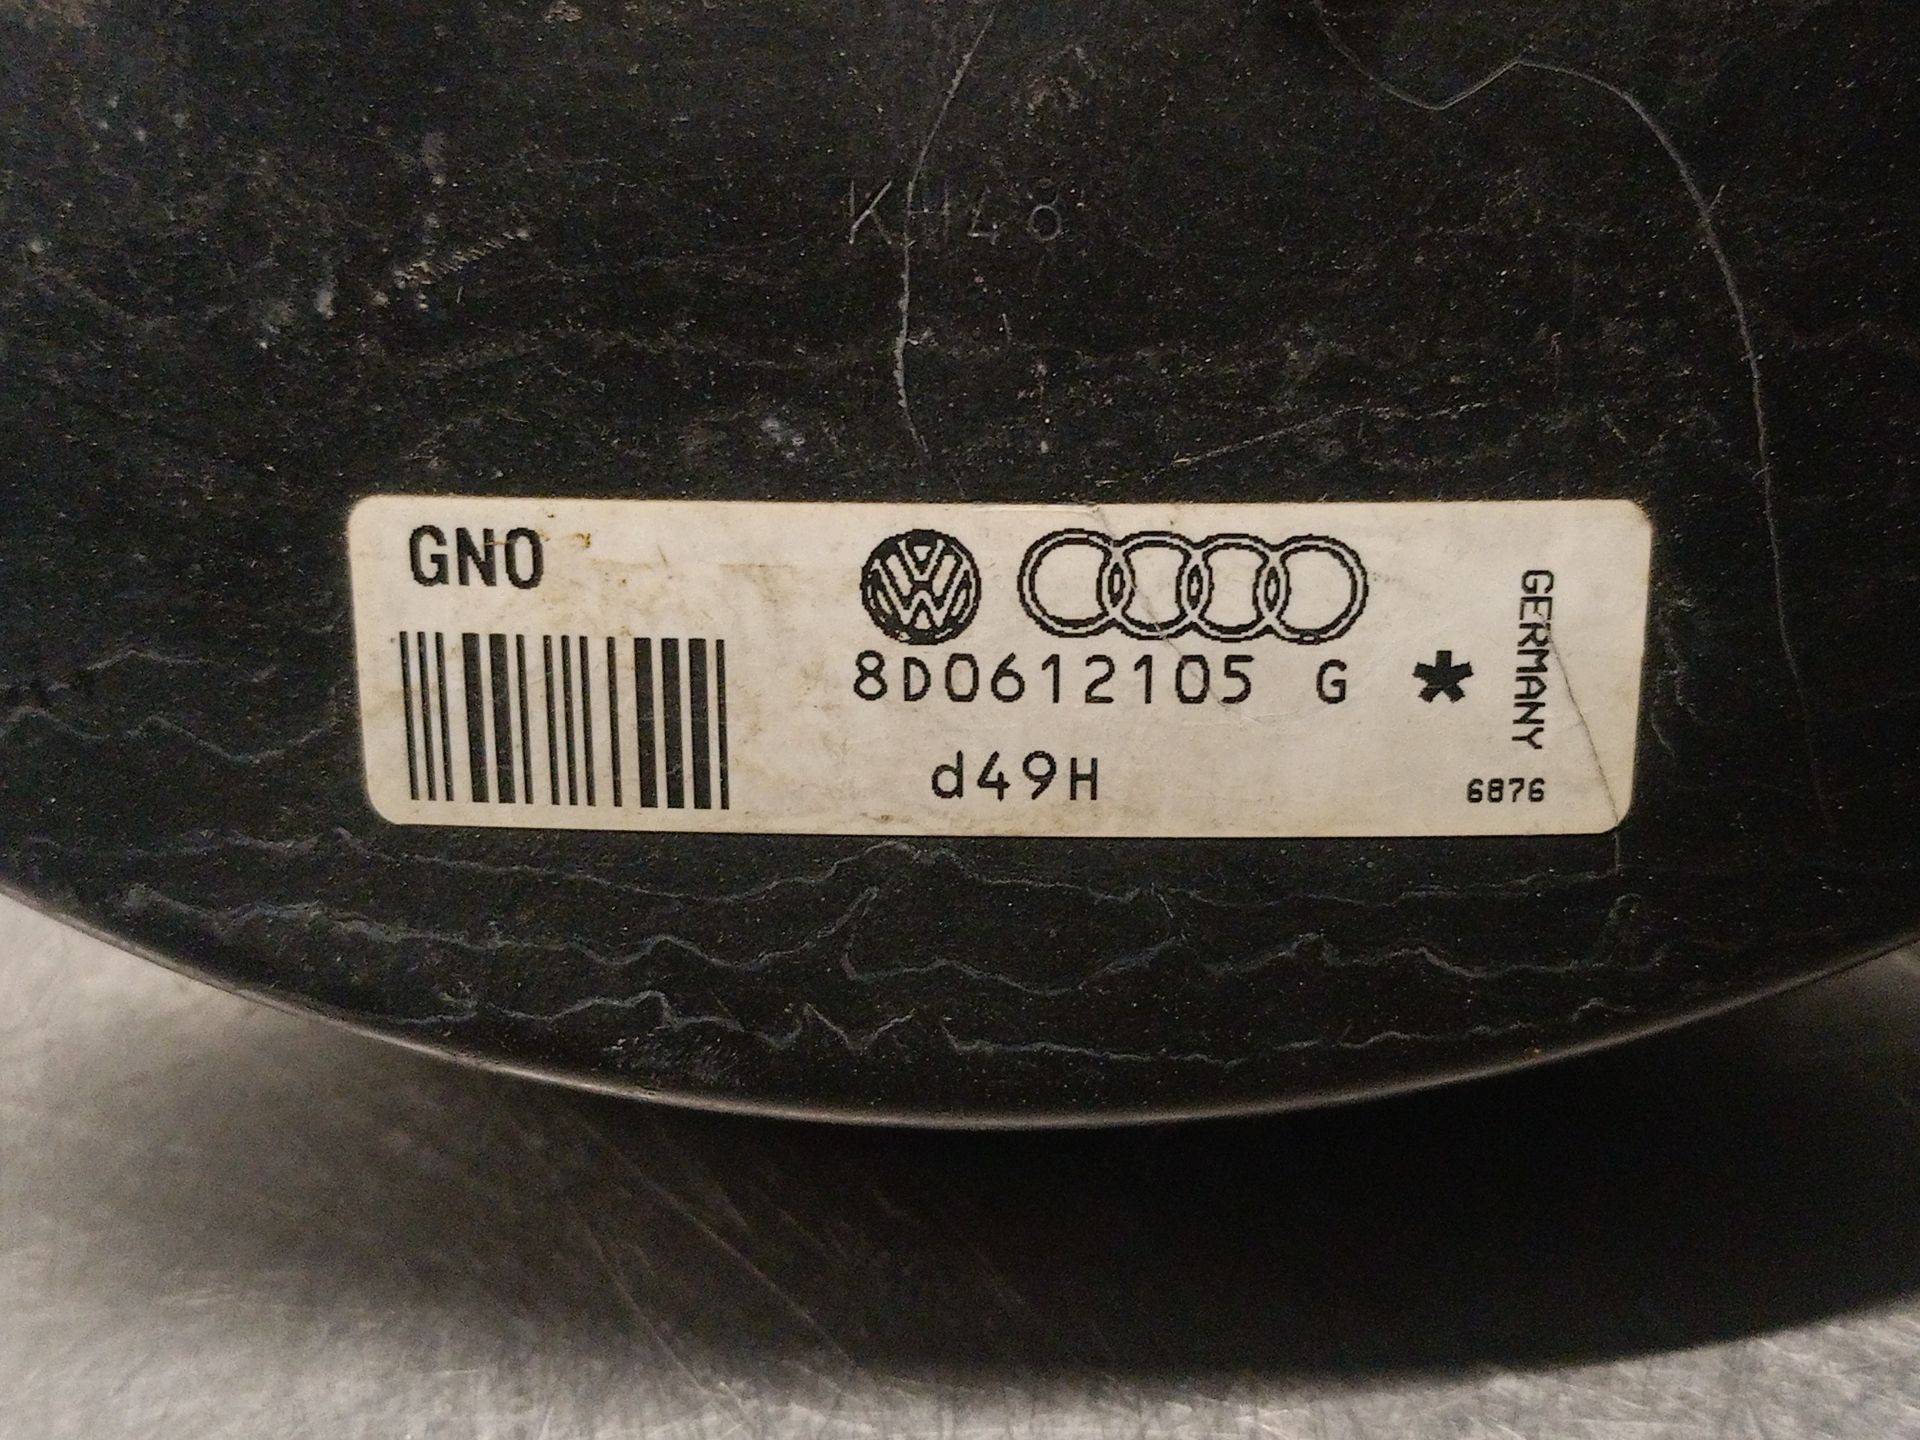 KH48
GNO
8D0612105 G *
d49H
GERMANY
6876